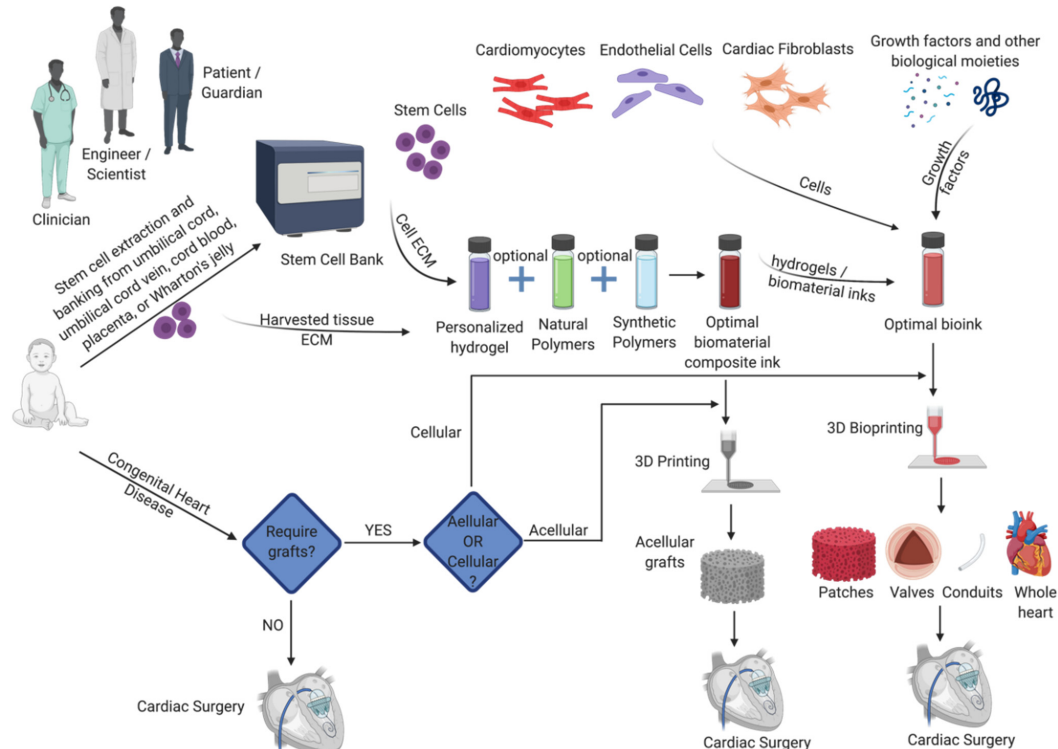 Patient /
Guardian
Engineer /
Scientist
Clinician
Stem cell extraction and
banking from umbilical cord,
umbilical cord vein, cord blood,
placenta, or Wharton's jelly
Stem Cell Bank
Stem Cells
Cardiomyocytes
Endothelial Cells
Cardiac Fibroblasts
Growth factors and other
biological moieties
Cells
Growth
factors
Cell ECM
Harvested tissue
ECM
optional
optional
Personalized
hydrogel
Natural
Polymers
Synthetic
Polymers
Optimal
biomaterial
composite ink
hydrogels /
biomaterial inks
Optimal bioink
Congenital Heart
Disease
Require
grafts?
YES
NO
Aellular
OR
Cellular
?
Cellular
Acellular
3D Printing
3D Bioprinting
Acellular
grafts
Patches
Valves
Conduits
Whole
heart
Cardiac Surgery
Cardiac Surgery
Cardiac Surgery